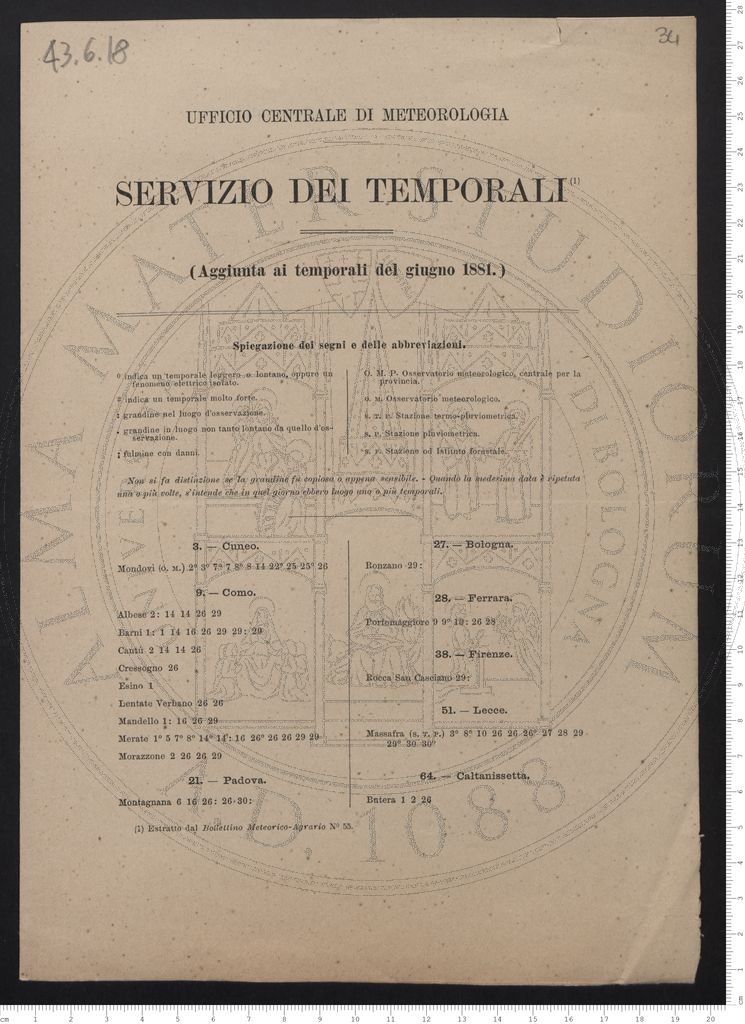 43.6.18
34
UFFICIO CENTRALE DI METEOROLOGIA
SERVIZIO DEI TEMPORALI (1)
(Aggiunta ai temporali del giugno 1881.)
Spiegazione dei segni e delle abbreviazioni.
0 indica un temporale leggero o lontano, oppure un
fenomeno elettrico isolato.
indica un temporale molto forte.
: grandine nel luogo d'osservazione.
. grandine in luogo non tanto lontano da quello d'os-
servazione.
; fulmine con danni.
O. M. P. Osservatorio meteorologico, centrale per la
provincia.
O. M. Osservatorio meteorologico.
S. T. P. Stazione termo-pluviometrica.
S. P. Stazione pluviometrica.
S. F. Stazione od Istituto forestale.
Non si fa distinzione se la grandine fu copiosa o appena sensibile. - Quando la medesima data è ripetuta
una o più volte, s'intende che in quel giorno ebbero luogo uno o più temporali.
3. — Cuneo.
Mondovì (O. M.) 2° 3° 7° 7 8° 8 14 22° 25 25° 26
9. — Como.
Albese 2: 14 14 26 29
Barni 1: 1 14 16 26 29 29: 29
Cantù 2 14 14 26
Cressogno 26
Esino 1
Lentate Verbano 26 26
Mandello 1: 16 26 29
Merate 1° 5 7° 8° 14° 14: 16 26° 26 26 29 29
Morazzone 2 26 26 29
21. — Padova.
Montagnana 6 16 26: 26 30:
27. — Bologna.
Ronzano 29:
28. — Ferrara.
Portomaggiore 9 9° 10: 26 28
38. — Firenze.
Rocca San Casciano 29:
51. — Lecce.
Massafra (S. T. P.) 3° 8° 10 26 26 26 26° 27 28 29
29° 30 30°
64. — Caltanissetta.
Butera 1 2 26
(1) Estratto dal Bollettino Meteorico-Agrario N° 55.
ALMA MATER STUDIORUM
A.D. 1088